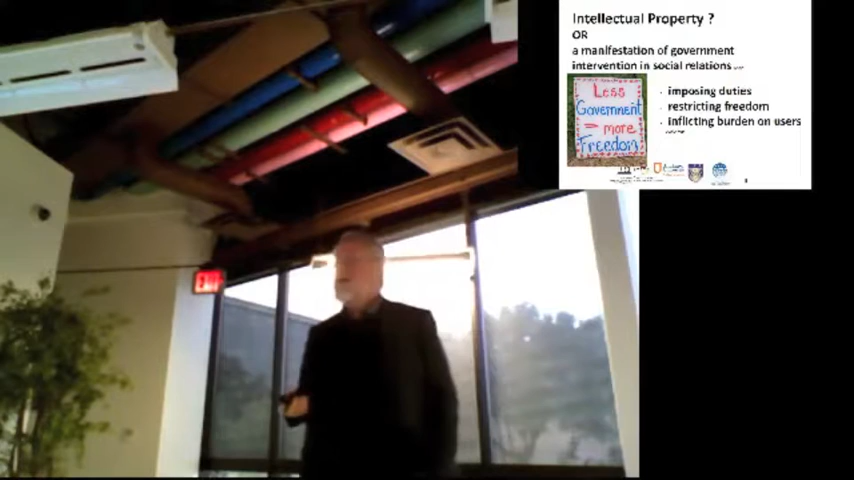 Intellectual Property ?
OR
a manifestation of government
intervention in social relations ...
Less
Government
= more
Freedom
· imposing duties
· restricting freedom
· inflicting burden on users
EXIT